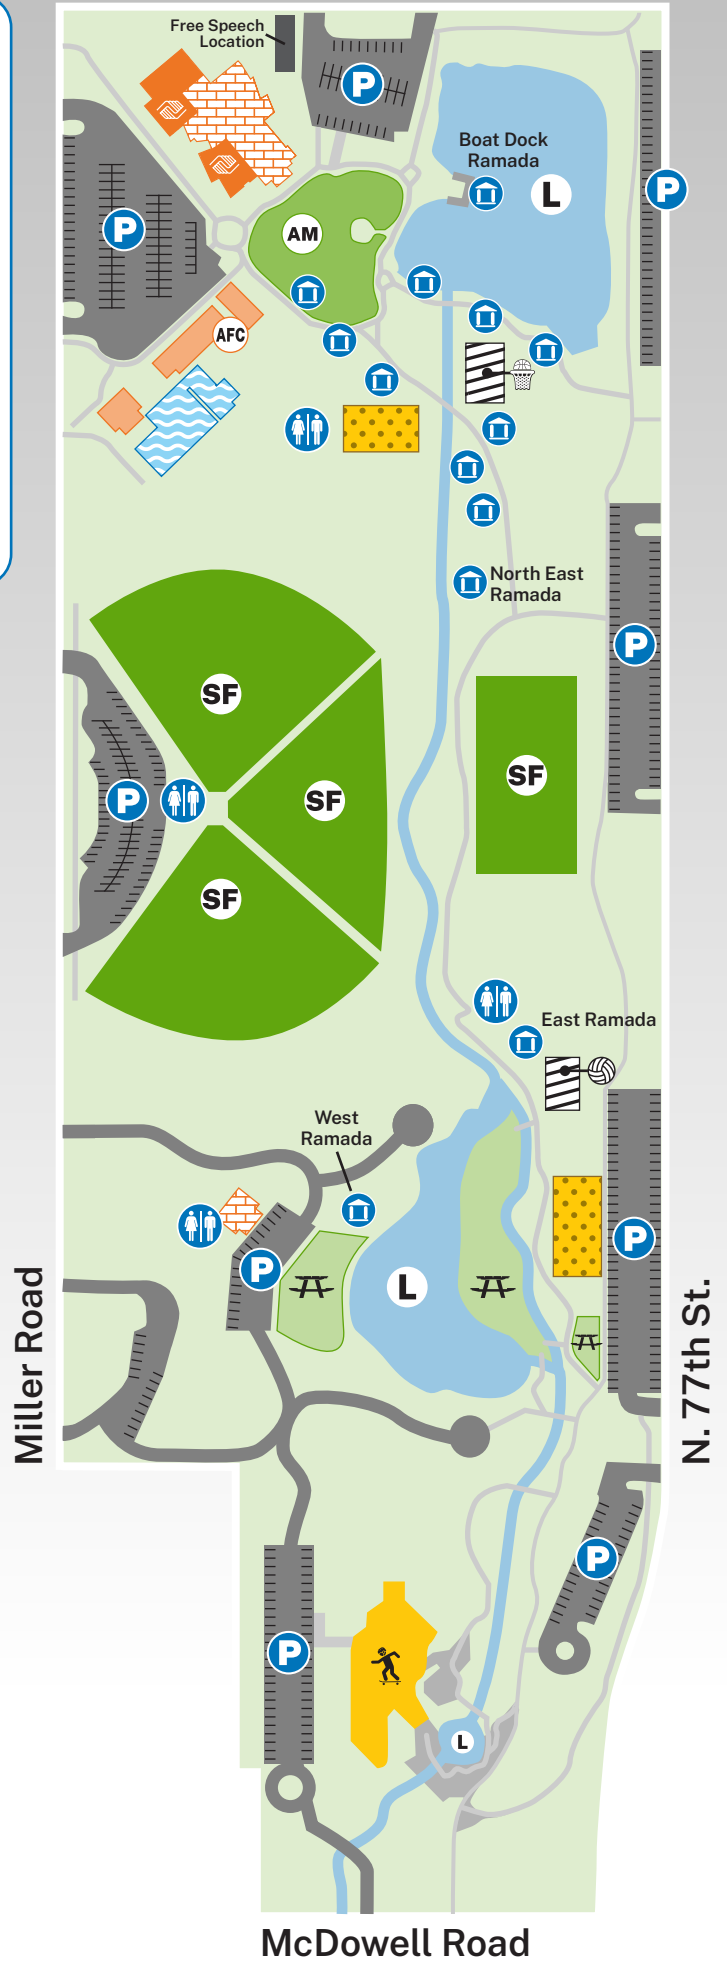 Free Speech
Location
P
Boat Dock
Ramada
L
P
P
AM
AFC
North East
Ramada
P
SF
SF
SF
P
SF
East Ramada
West
Ramada
P
P
L
Miller Road
N. 77th St.
P
P
L
McDowell Road